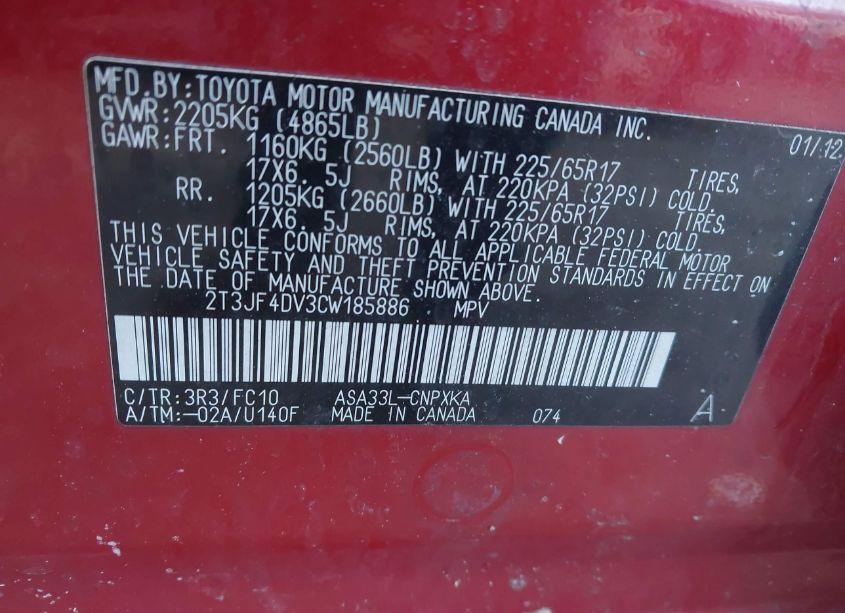 MFD.BY:TOYOTA MOTOR MANUFACTURING CANADA INC. 01/12
GVWR:2205KG (4865LB)
GAWR:FRT. 1160KG (2560LB) WITH 225/65R17 TIRES,
17X6.5J RIMS, AT 220KPA (32PSI) COLD.
RR. 1205KG (2660LB) WITH 225/65R17 TIRES,
17X6.5J RIMS, AT 220KPA (32PSI) COLD.
THIS VEHICLE CONFORMS TO ALL APPLICABLE FEDERAL MOTOR
VEHICLE SAFETY AND THEFT PREVENTION STANDARDS IN EFFECT ON
THE DATE OF MANUFACTURE SHOWN ABOVE.
2T3JF4DV3CW185886 MPV
C/TR:3R3/FC10 ASA33L-CNPXKA
A/TM:-02A/U140F MADE IN CANADA 074 A